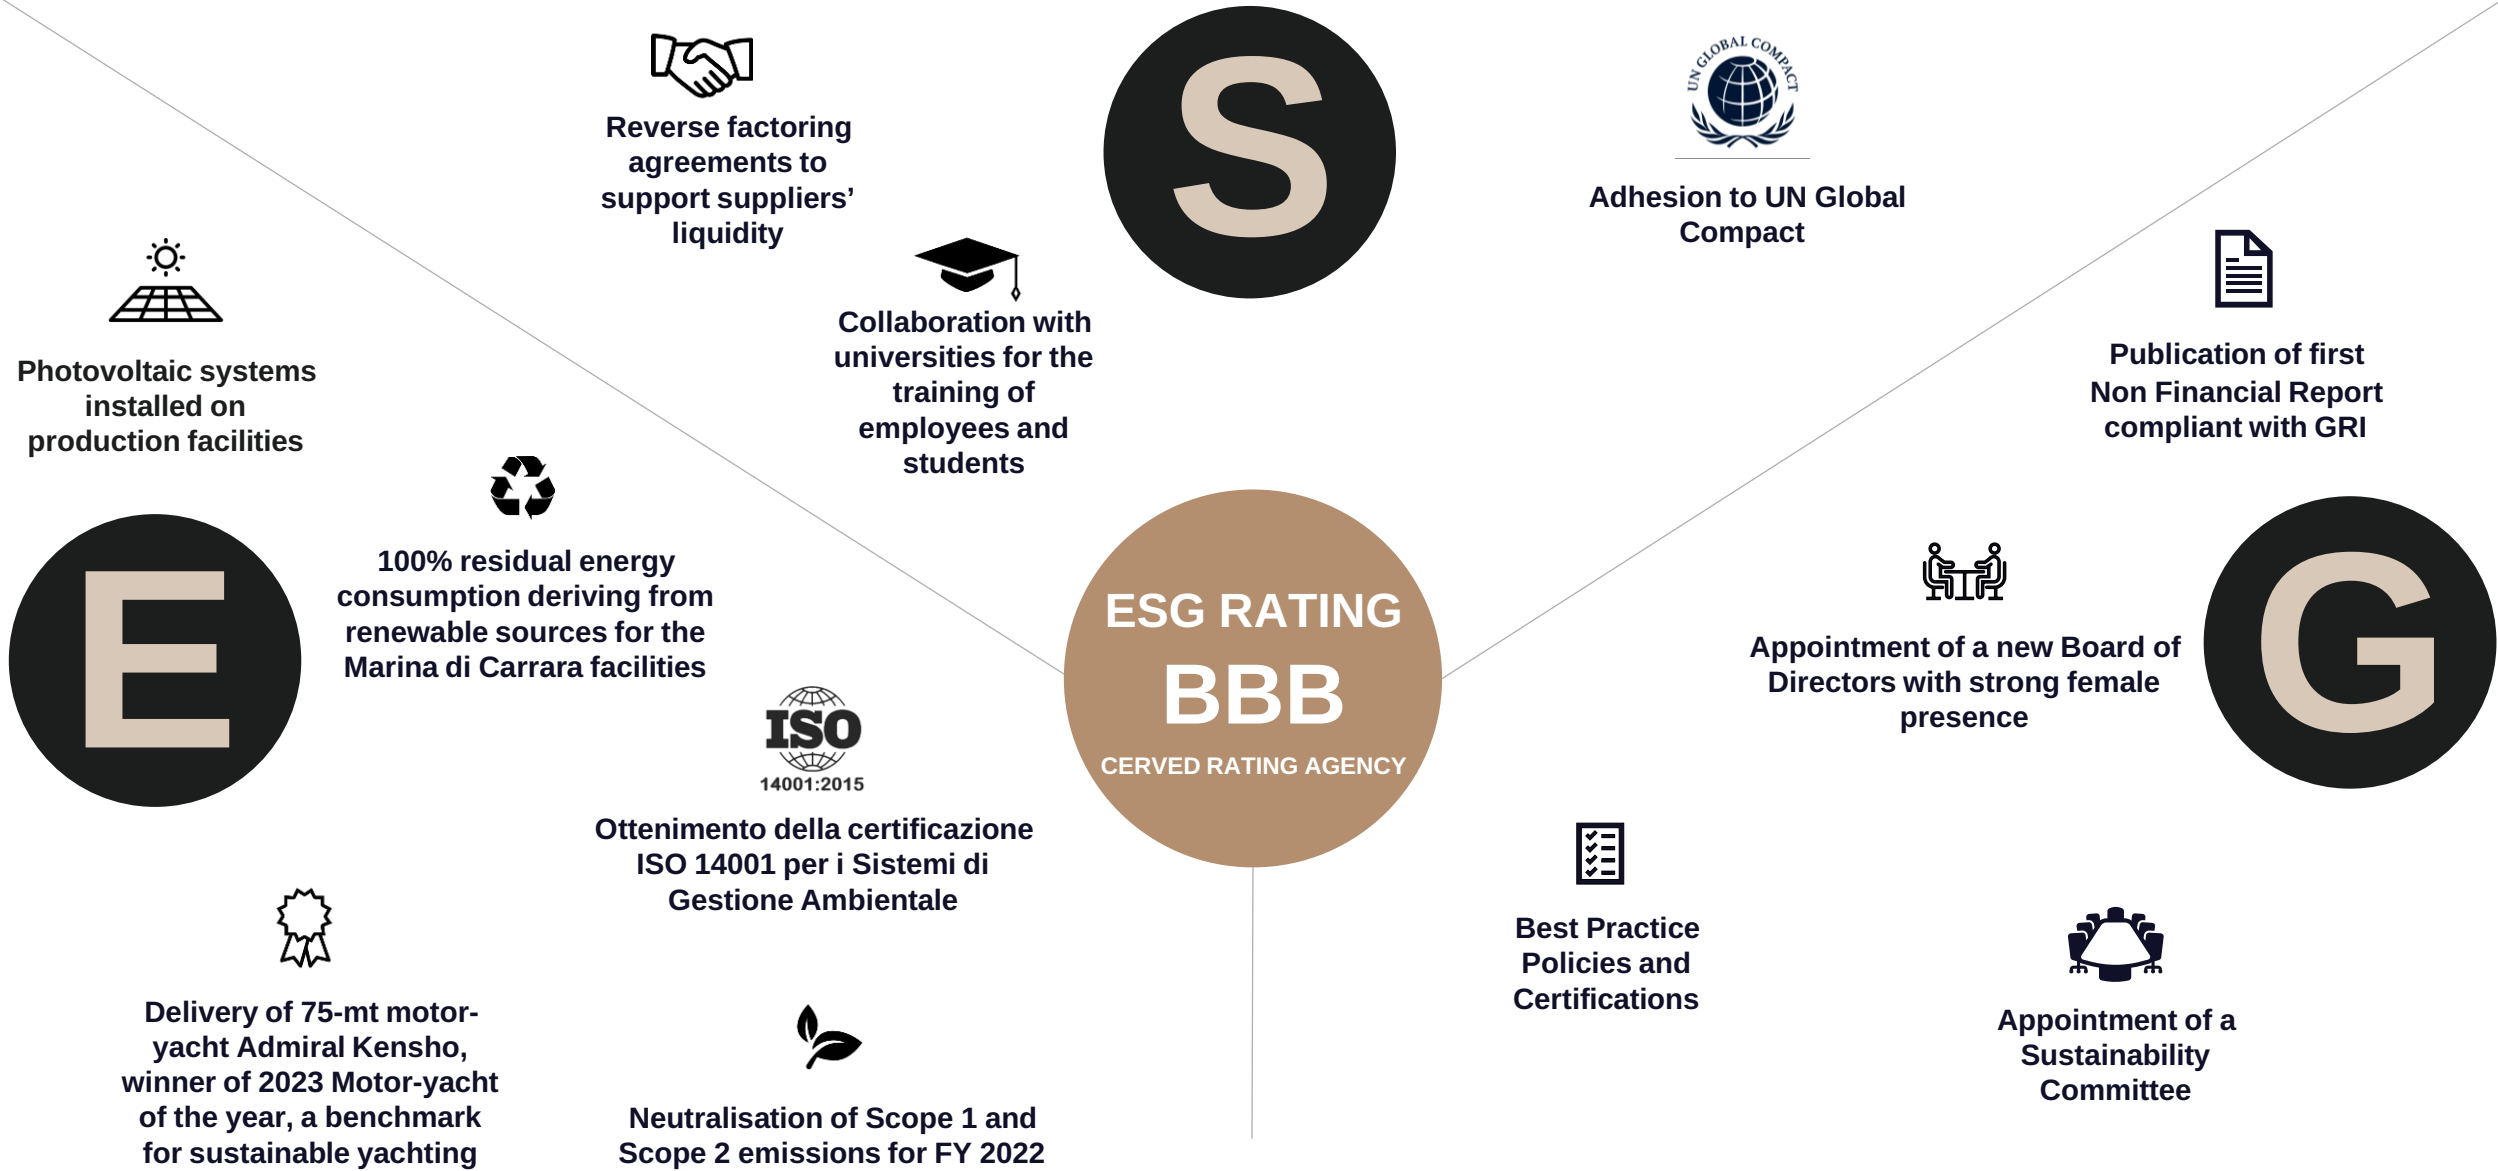 Reverse factoring
agreements to
support suppliers’
liquidity
Collaboration with
universities for the
training of
employees and
students
S
UN GLOBAL COMPACT
Adhesion to UN Global
Compact
Photovoltaic systems
installed on
production facilities
E
100% residual energy
consumption deriving from
renewable sources for the
Marina di Carrara facilities
ISO
14001:2015
Ottenimento della certificazione
ISO 14001 per i Sistemi di
Gestione Ambientale
Delivery of 75-mt motor-
yacht Admiral Kensho,
winner of 2023 Motor-yacht
of the year, a benchmark
for sustainable yachting
Neutralisation of Scope 1 and
Scope 2 emissions for FY 2022
ESG RATING
BBB
CERVED RATING AGENCY
Publication of first
Non Financial Report
compliant with GRI
G
Appointment of a new Board of
Directors with strong female
presence
Best Practice
Policies and
Certifications
Appointment of a
Sustainability
Committee